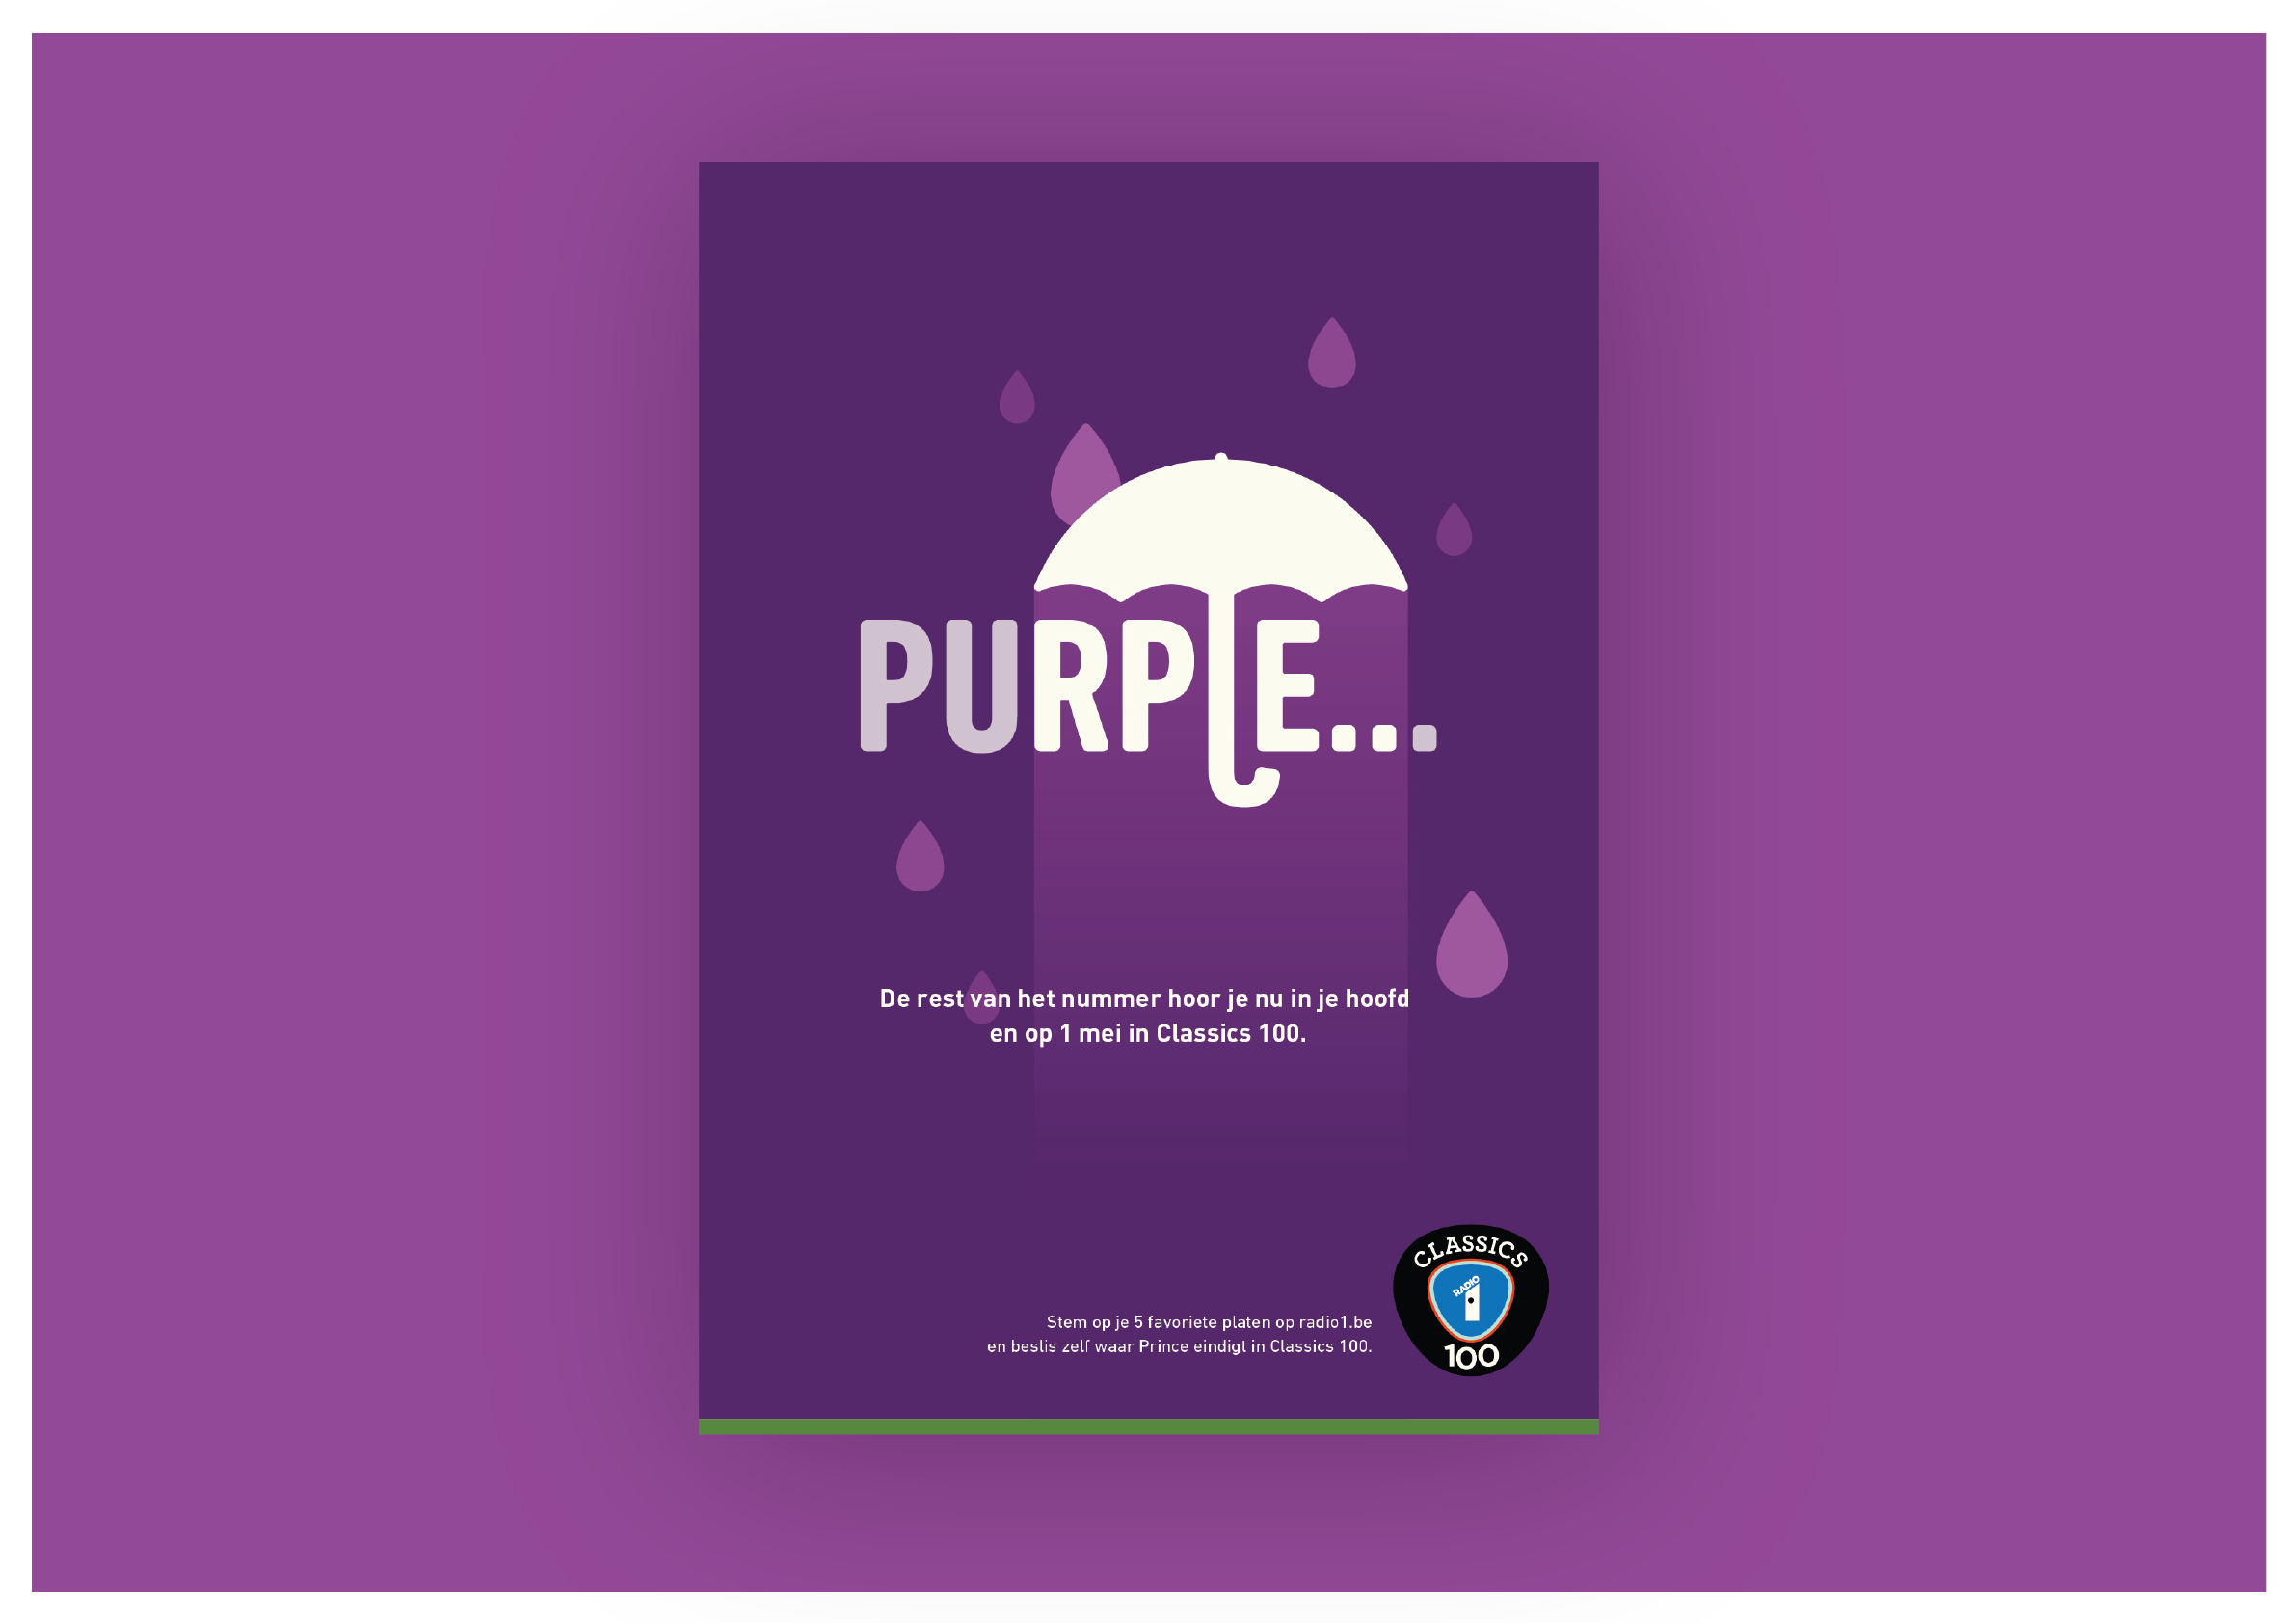 PURPLE...
De rest van het nummer hoor je nu in je hoofd
en op 1 mei in Classics 100.
Stem op je 5 favoriete platen op radio1.be
en beslis zelf waar Prince eindigt in Classics 100.
CLASSICS
RADIO
1
100